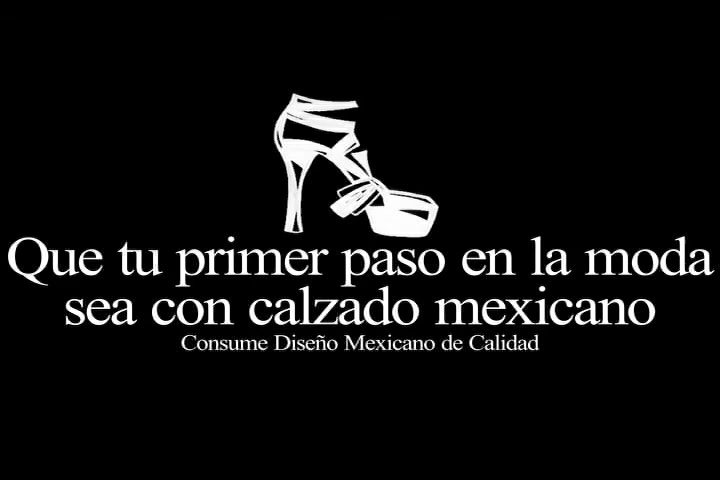 Que tu primer paso en la moda
sea con calzado mexicano
Consume Diseño Mexicano de Calidad